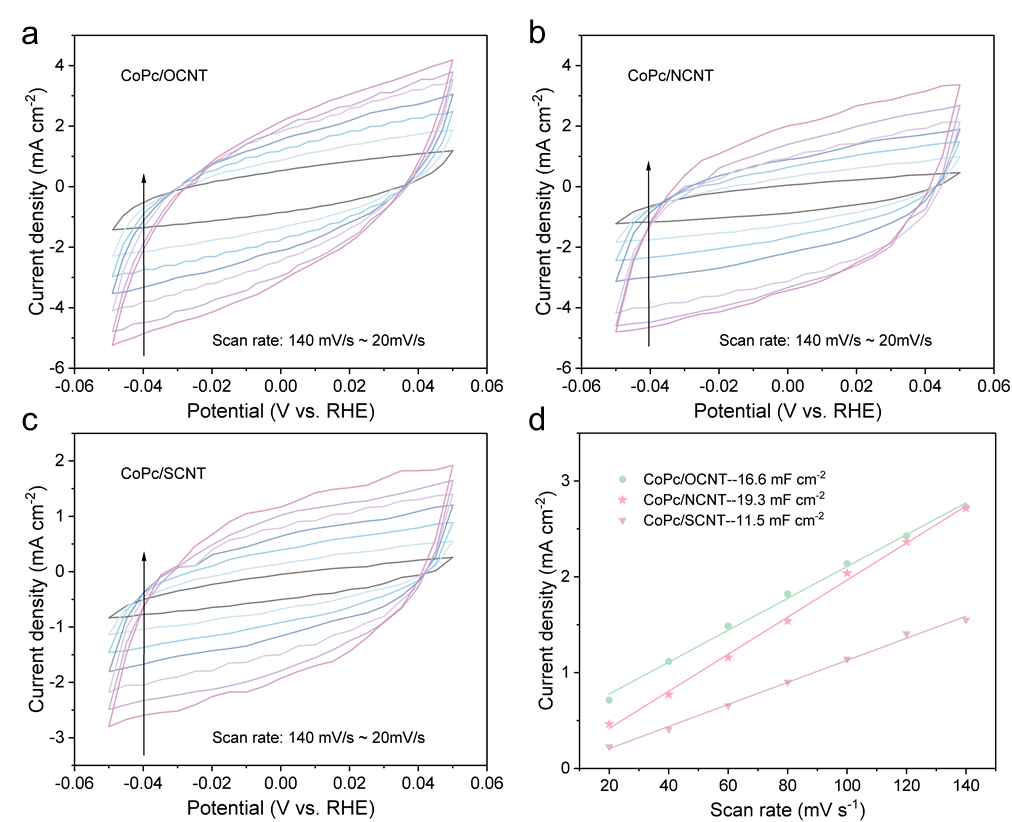 a
CoPc/OCNT
Current density (mA cm⁻²)
4
2
0
-2
-4
-6
Scan rate: 140 mV/s ~ 20mV/s
-0.06 -0.04 -0.02 0.00 0.02 0.04 0.06
Potential (V vs. RHE)
b
CoPc/NCNT
Current density (mA cm⁻²)
4
2
0
-2
-4
-6
Scan rate: 140 mV/s ~ 20mV/s
-0.06 -0.04 -0.02 0.00 0.02 0.04 0.06
Potential (V vs. RHE)
c
CoPc/SCNT
Current density (mA cm⁻²)
2
1
0
-1
-2
-3
Scan rate: 140 mV/s ~ 20mV/s
-0.06 -0.04 -0.02 0.00 0.02 0.04 0.06
Potential (V vs. RHE)
d
CoPc/OCNT--16.6 mF cm⁻²
CoPc/NCNT--19.3 mF cm⁻²
CoPc/SCNT--11.5 mF cm⁻²
Current density (mA cm⁻²)
3
2
1
0
20 40 60 80 100 120 140
Scan rate (mV s⁻¹)